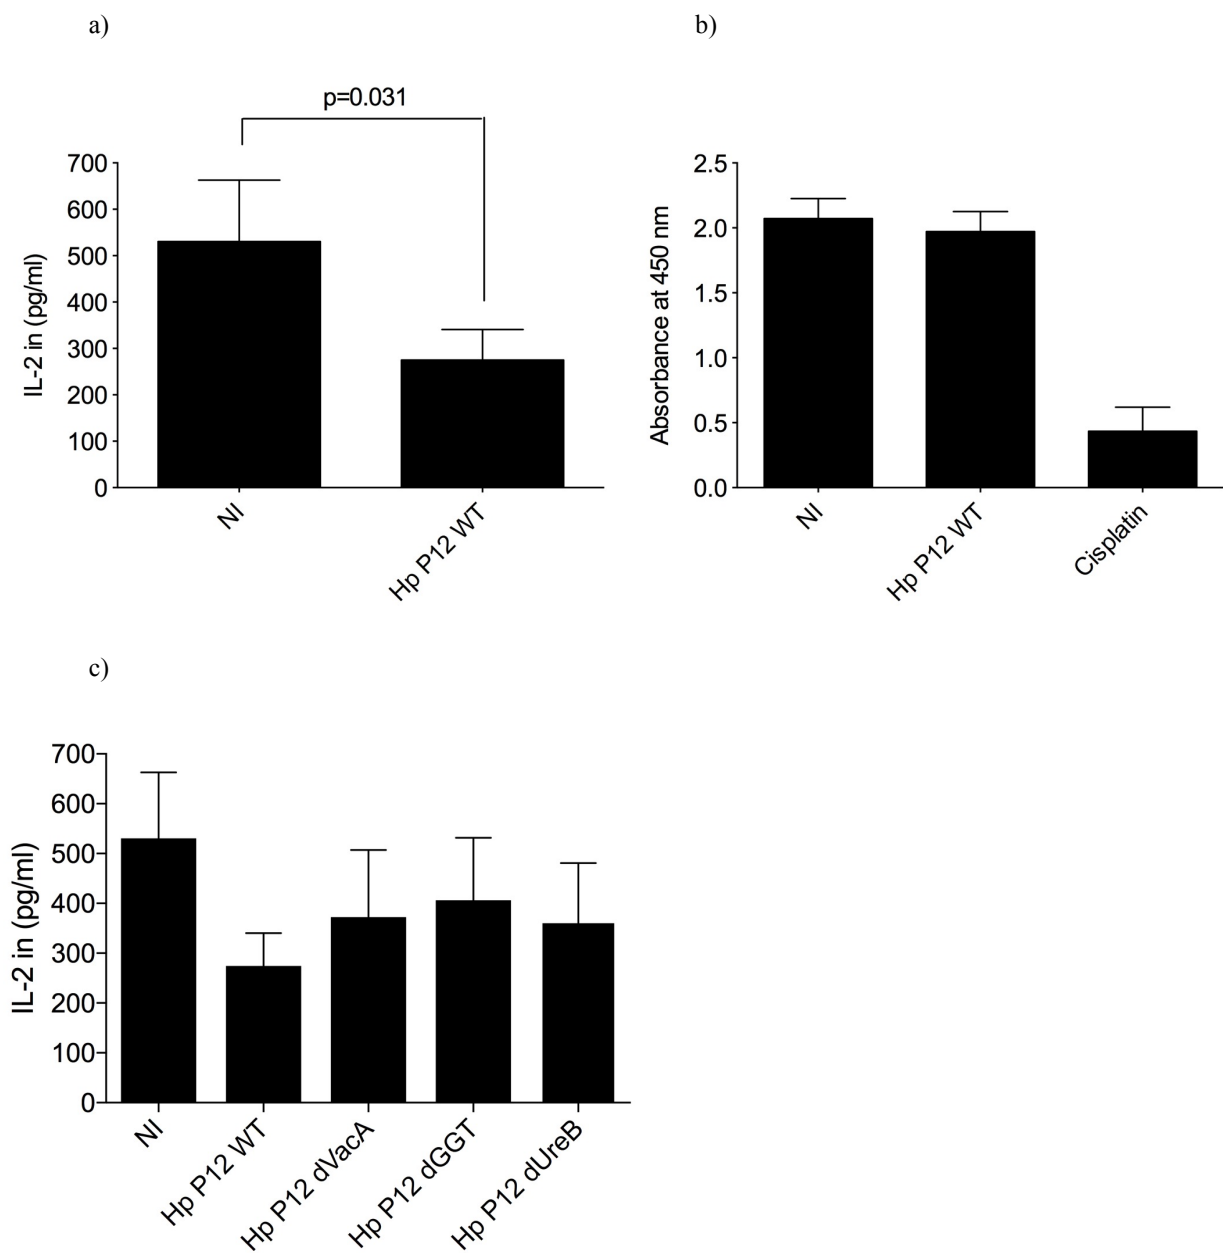 a)
p=0.031
IL-2 in (pg/ml)
700
600
500
400
300
200
100
0
NI
Hp P12 WT
b)
Absorbance at 450 nm
2.5
2.0
1.5
1.0
0.5
0.0
NI
Hp P12 WT
Cisplatin
c)
IL-2 in (pg/ml)
700
600
500
400
300
200
100
0
NI
Hp P12 WT
Hp P12 dVacA
Hp P12 dGGT
Hp P12 dUreB